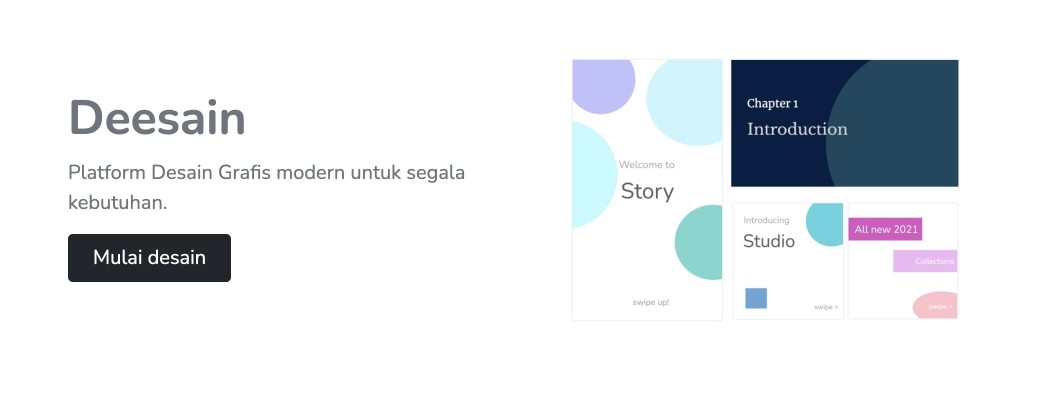 Deesain
Platform Desain Grafis modern untuk segala
kebutuhan.
Mulai desain
Welcome to
Story
swipe up!
Chapter 1
Introduction
Introducing
Studio
swipe >
All new 2021
Collections
swipe >